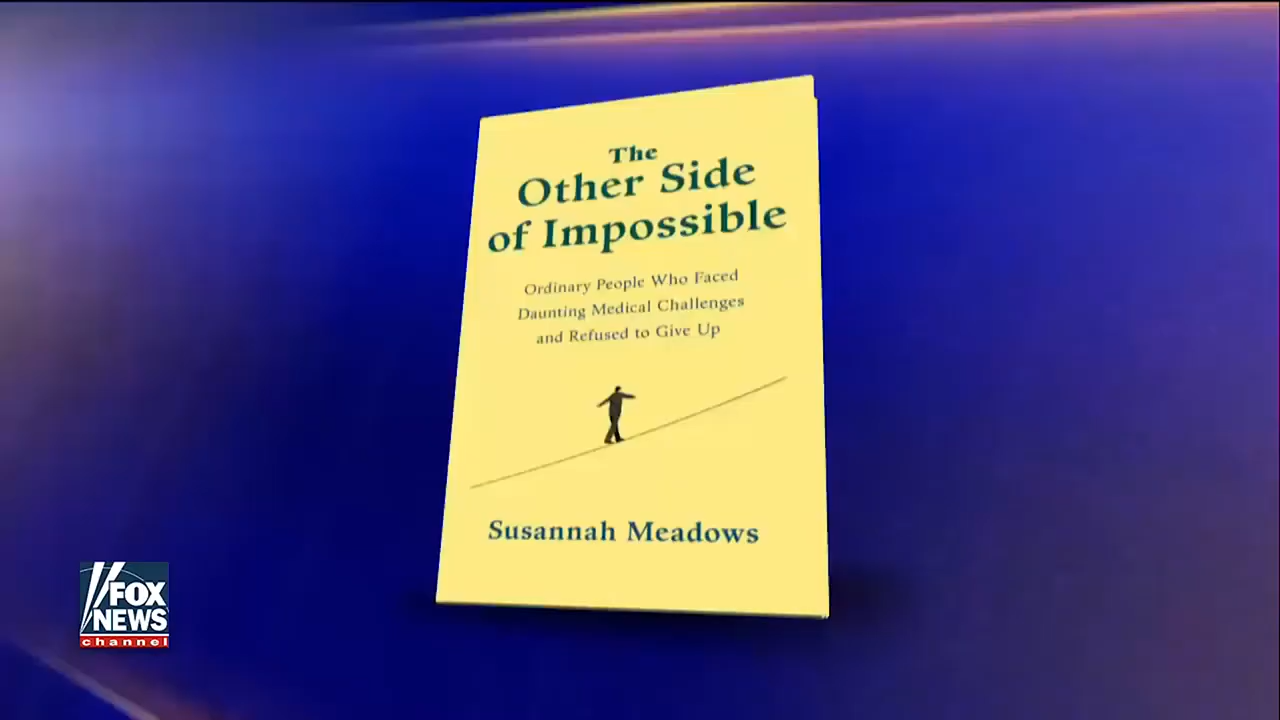 The
Other Side
of Impossible
Ordinary People Who Faced
Daunting Medical Challenges
and Refused to Give Up
Susannah Meadows
FOX
NEWS
channel